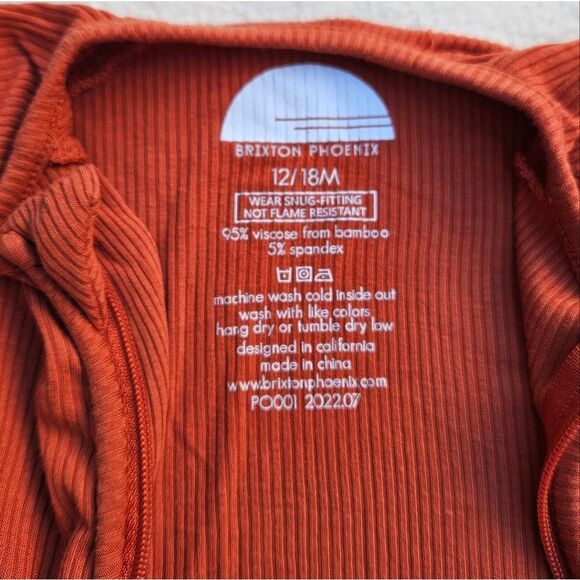 BRIXTON PHOENIX
12/18M
WEAR SNUG-FITTING
NOT FLAME RESISTANT
95% viscose from bamboo
5% spandex
machine wash cold inside out
wash with like colors
hang dry or tumble dry low
designed in california
made in china
www.brixtonphoenix.com
PO001 2022.07